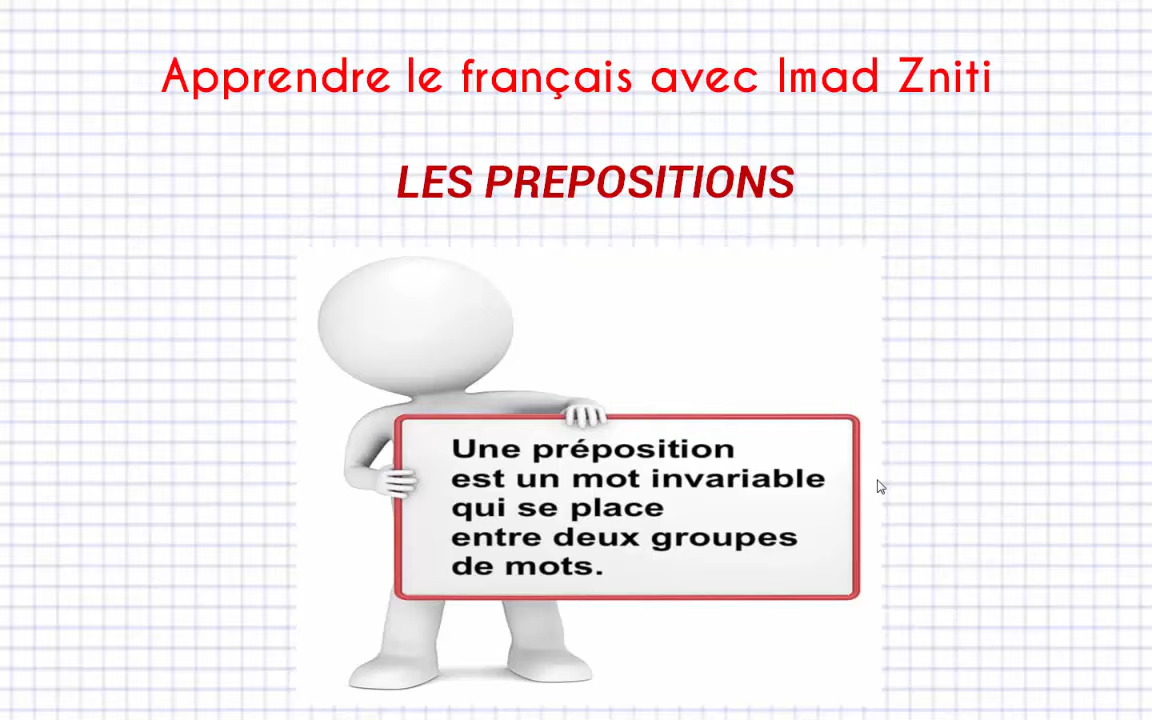 Apprendre le français avec Imad Zniti
LES PREPOSITIONS
Une préposition
est un mot invariable
qui se place
entre deux groupes
de mots.